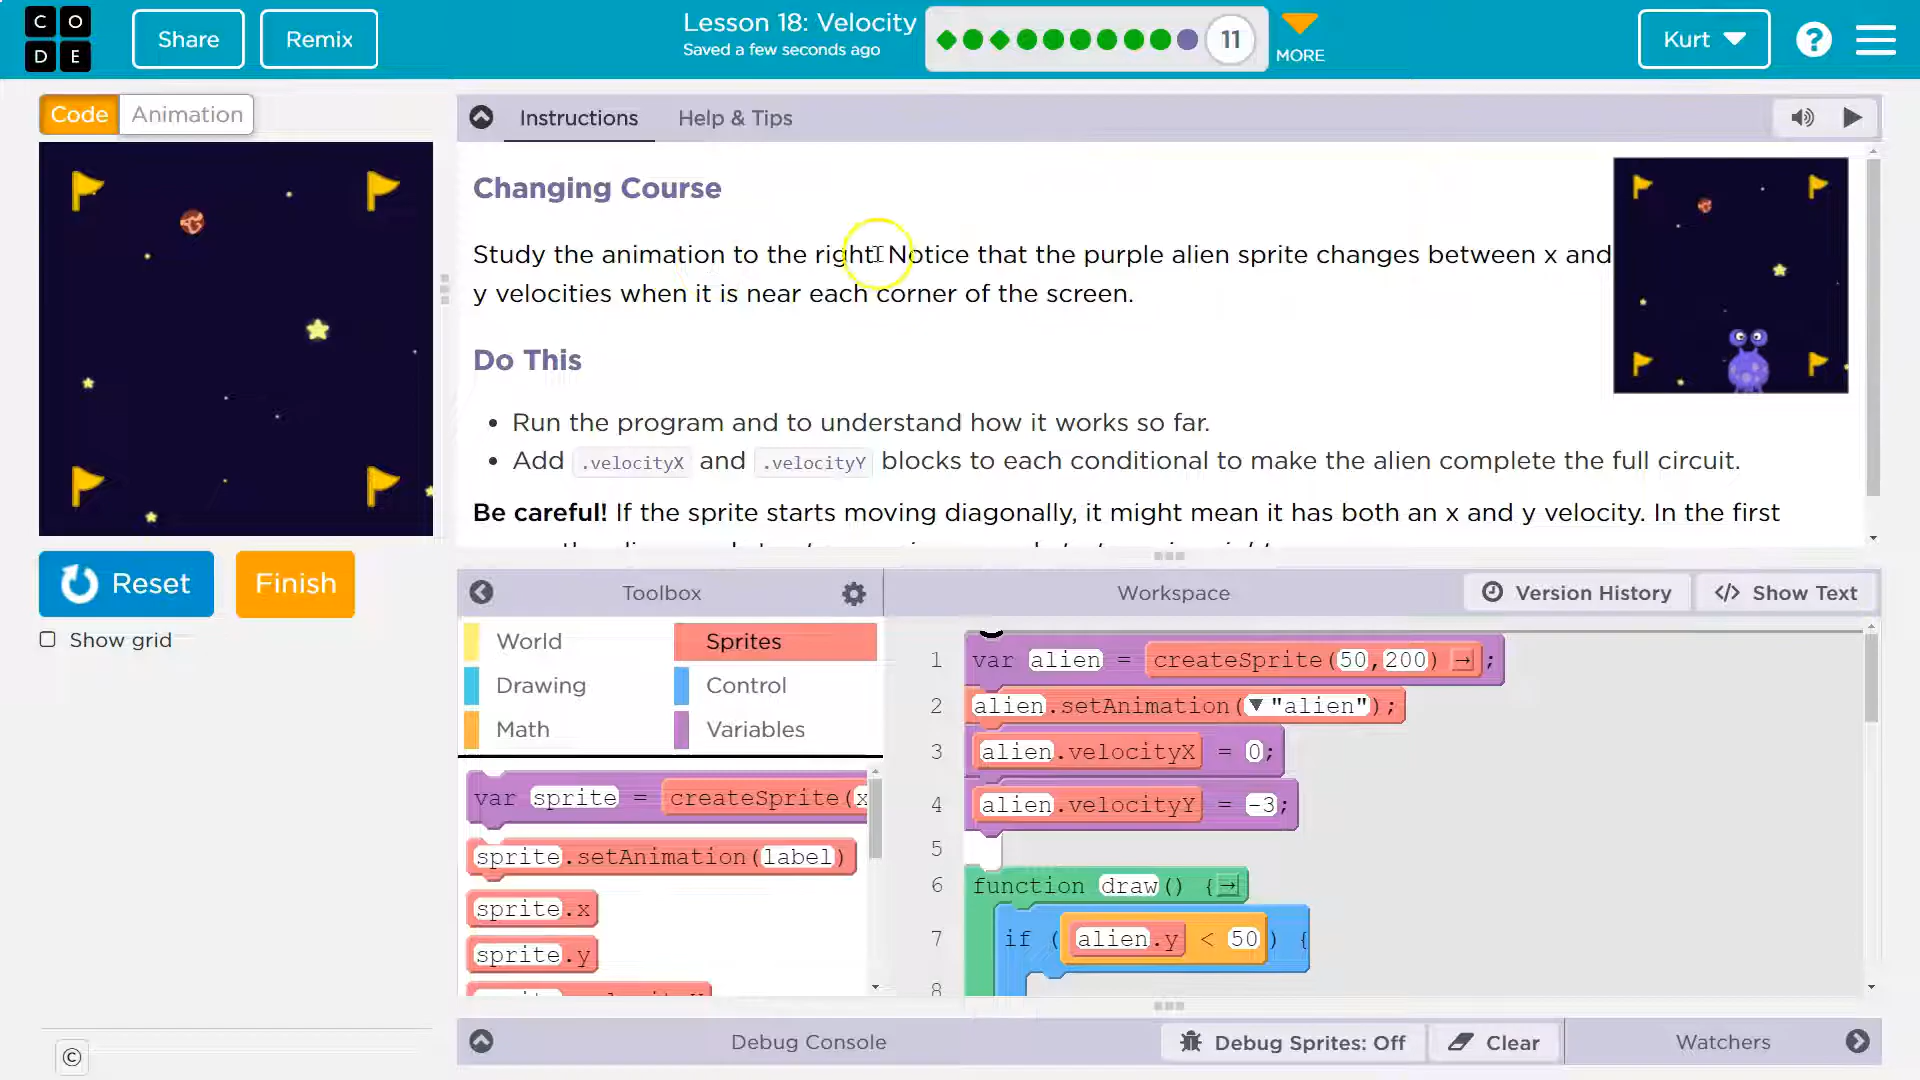 CODE
Share
Remix
Lesson 18: Velocity
Saved a few seconds ago
11
MORE
Kurt
?
Code
Animation
Instructions
Help & Tips
Changing Course
Study the animation to the right. Notice that the purple alien sprite changes between x and
y velocities when it is near each corner of the screen.
Do This
• Run the program and to understand how it works so far.
• Add .velocityX and .velocityY blocks to each conditional to make the alien complete the full circuit.
Be careful! If the sprite starts moving diagonally, it might mean it has both an x and y velocity. In the first
Reset
Finish
Show grid
Toolbox
Workspace
Version History
</> Show Text
World
Sprites
Drawing
Control
Math
Variables
var sprite = createSprite(x
sprite.setAnimation(label)
sprite.x
sprite.y
1 var alien = createSprite(50,200) → ;
2 alien.setAnimation(▼ "alien");
3 alien.velocityX = 0;
4 alien.velocityY = -3;
5
6 function draw() { →
7 if (alien.y < 50) {
8
©
Debug Console
Debug Sprites: Off
Clear
Watchers